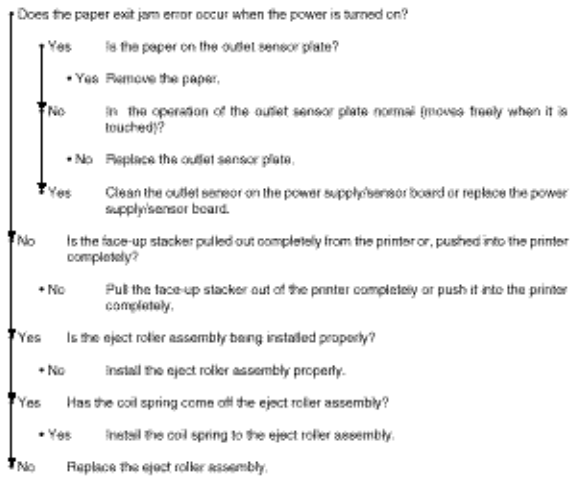 • Does the paper exit jam error occur when the power is turned on?
• Yes Is the paper on the outlet sensor plate?
• Yes Remove the paper.
No In the operation of the outlet sensor plate normal (moves freely when it is
touched)?
• No Replace the outlet sensor plate.
Yes Clean the outlet sensor on the power supply/sensor board or replace the power
supply/sensor board.
No Is the face-up stacker pulled out completely from the printer or, pushed into the printer
completely?
• No Pull the face-up stacker out of the printer completely or push it into the printer
completely.
Yes Is the eject roller assembly being installed properly?
• No Install the eject roller assembly properly.
Yes Has the coil spring come off the eject roller assembly?
• Yes Install the coil spring to the eject roller assembly.
No Replace the eject roller assembly.